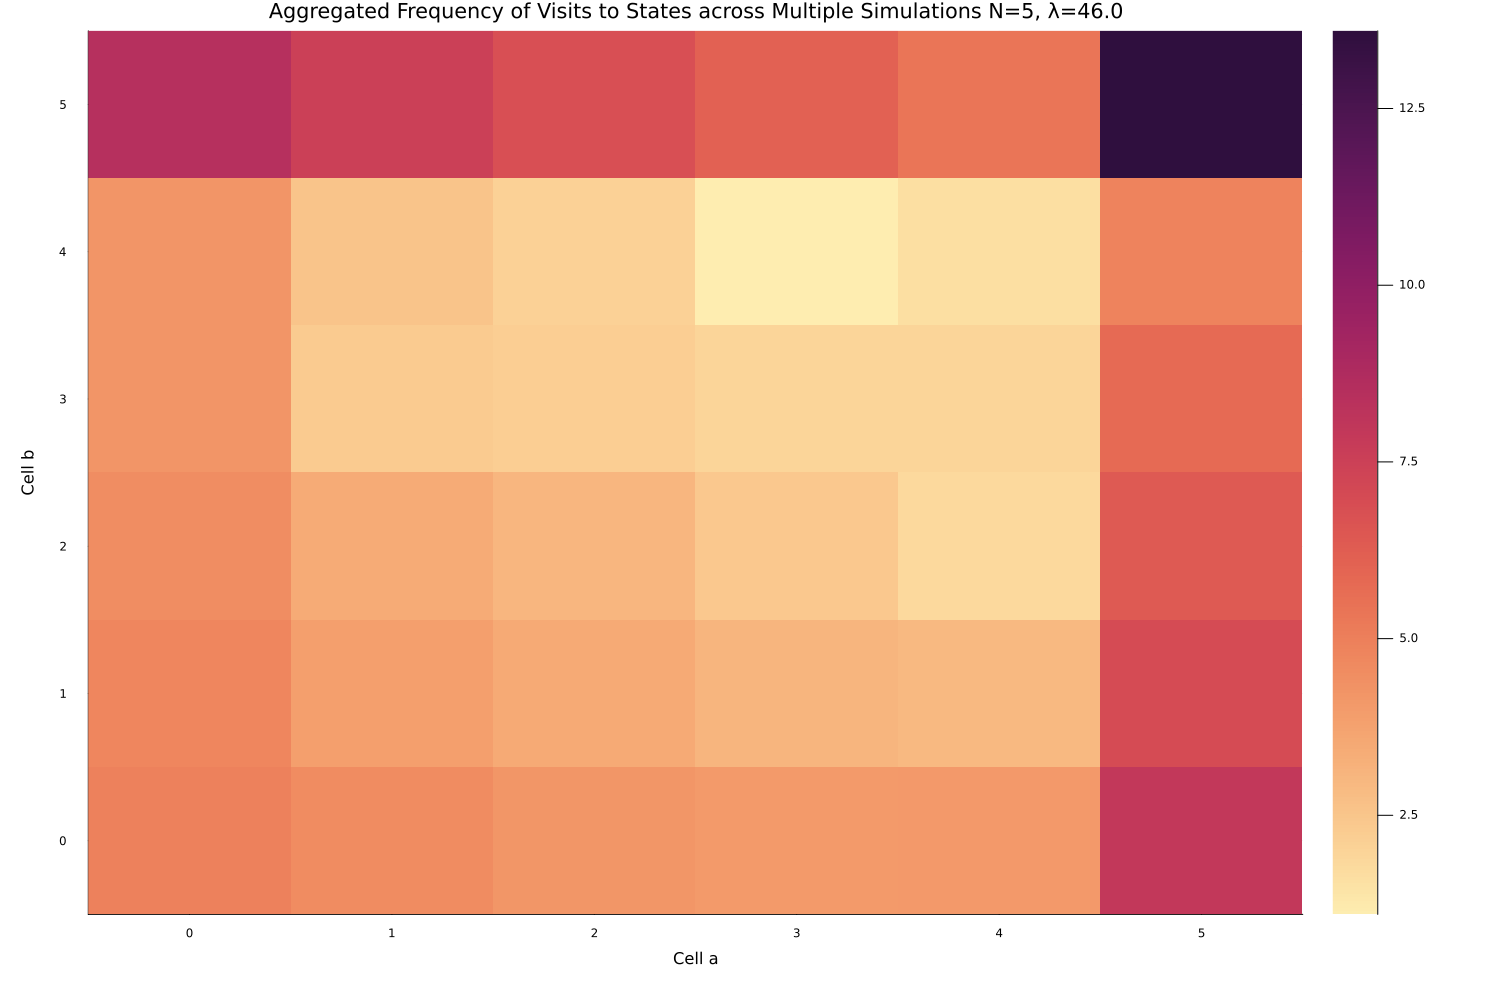 Aggregated Frequency of Visits to States across Multiple Simulations N=5, λ=46.0
5
4
3
2
1
0
Cell b
0 1 2 3 4 5
Cell a
12.5
10.0
7.5
5.0
2.5